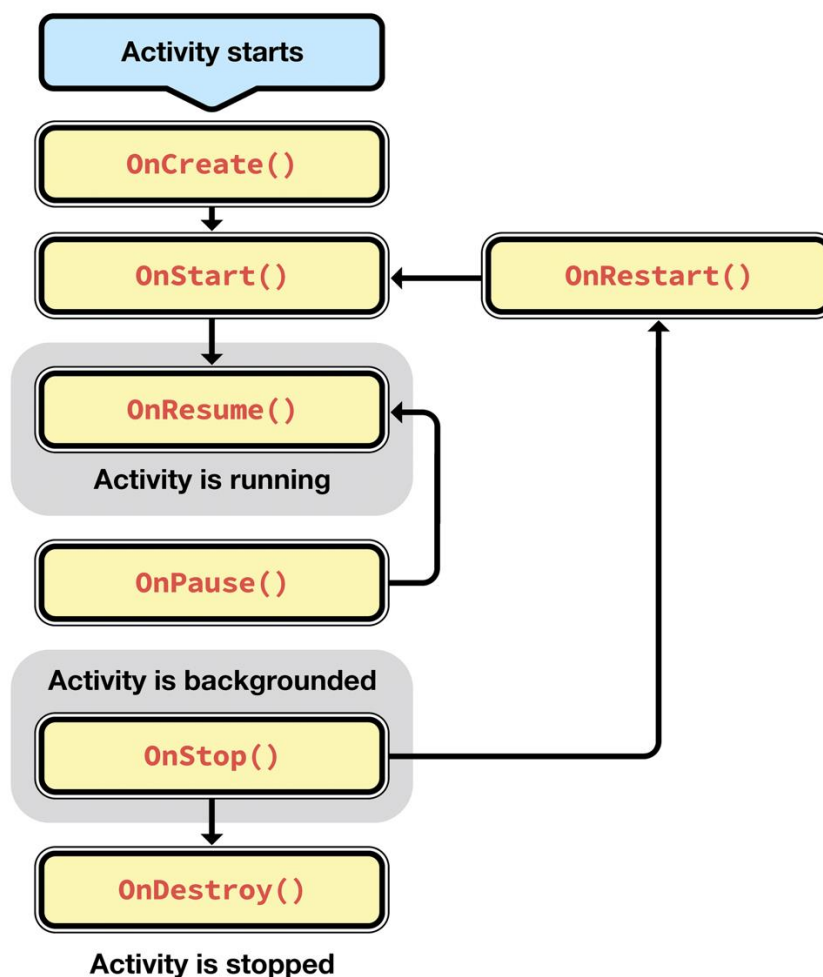 Activity starts
OnCreate()
OnStart()
OnRestart()
OnResume()
Activity is running
OnPause()
Activity is backgrounded
OnStop()
OnDestroy()
Activity is stopped